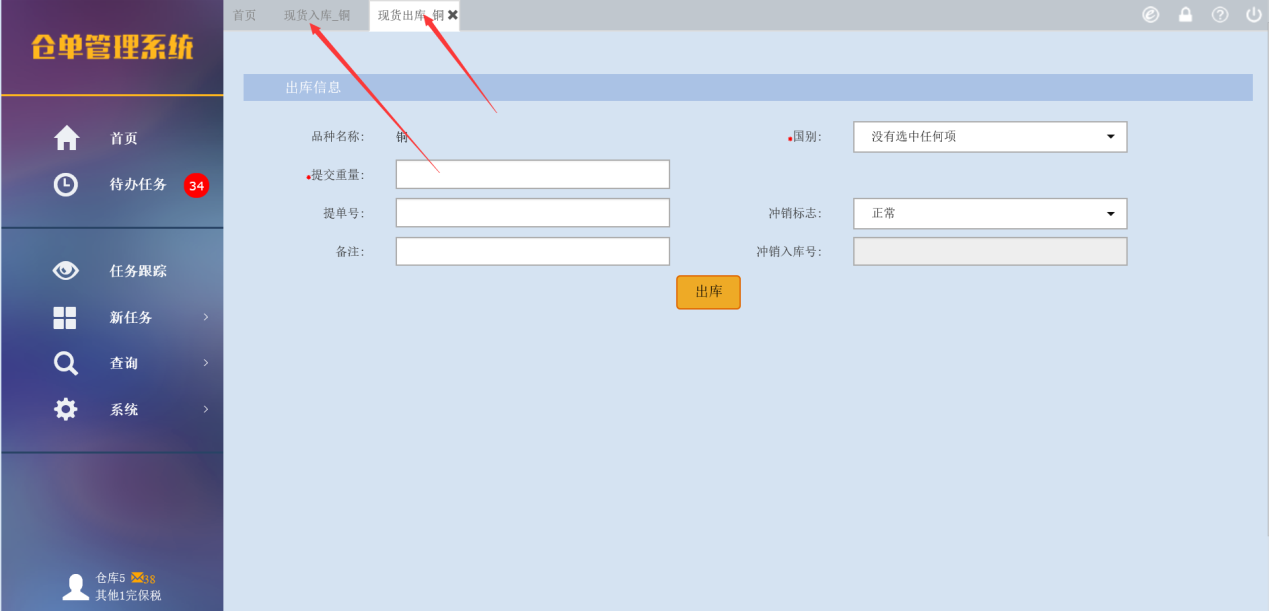 仓单管理系统
首页 现货入库_铜 现货出库_铜
出库信息
首页
待办任务 34
品种名称: 铜 *国别: 没有选中任何项
*提交重量:
提单号: 冲销标志: 正常
备注: 冲销入库号:
出库
任务跟踪
新任务
查询
系统
仓库5 38
其他1完保税